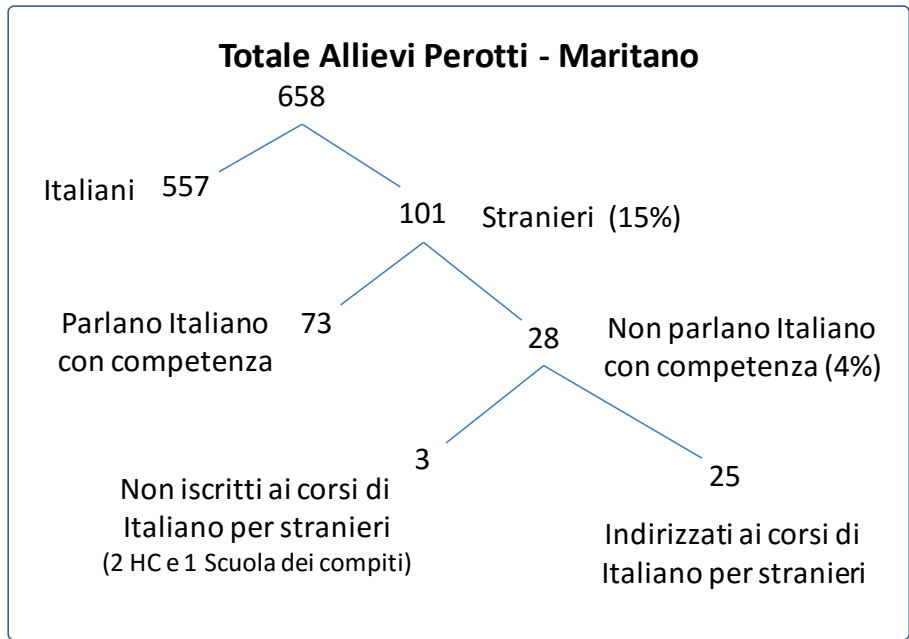 Totale Allievi Perotti - Maritano
658
Italiani 557
101 Stranieri (15%)
Parlano Italiano
con competenza
73
28
Non parlano Italiano
con competenza (4%)
3
Non iscritti ai corsi di
Italiano per stranieri
(2 HC e 1 Scuola dei compiti)
25
Indirizzati ai corsi di
Italiano per stranieri